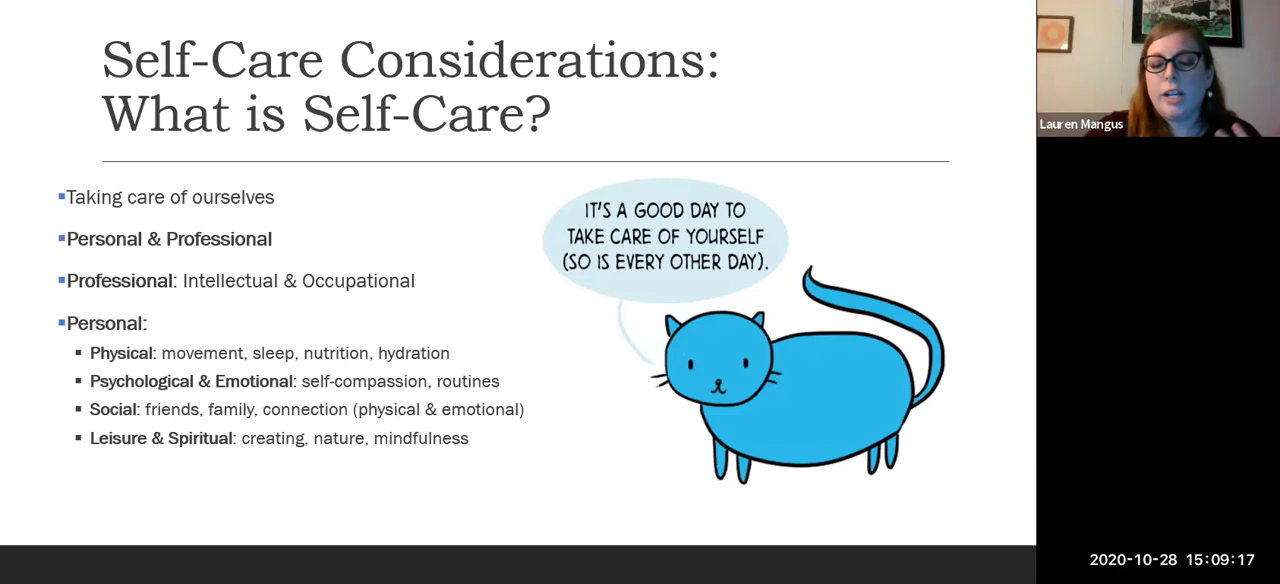 Self-Care Considerations:
What is Self-Care?
▪Taking care of ourselves
▪Personal & Professional
▪Professional: Intellectual & Occupational
▪Personal:
▪ Physical: movement, sleep, nutrition, hydration
▪ Psychological & Emotional: self-compassion, routines
▪ Social: friends, family, connection (physical & emotional)
▪ Leisure & Spiritual: creating, nature, mindfulness
IT'S A GOOD DAY TO
TAKE CARE OF YOURSELF
(SO IS EVERY OTHER DAY).
Lauren Mangus
2020-10-28 15:09:17